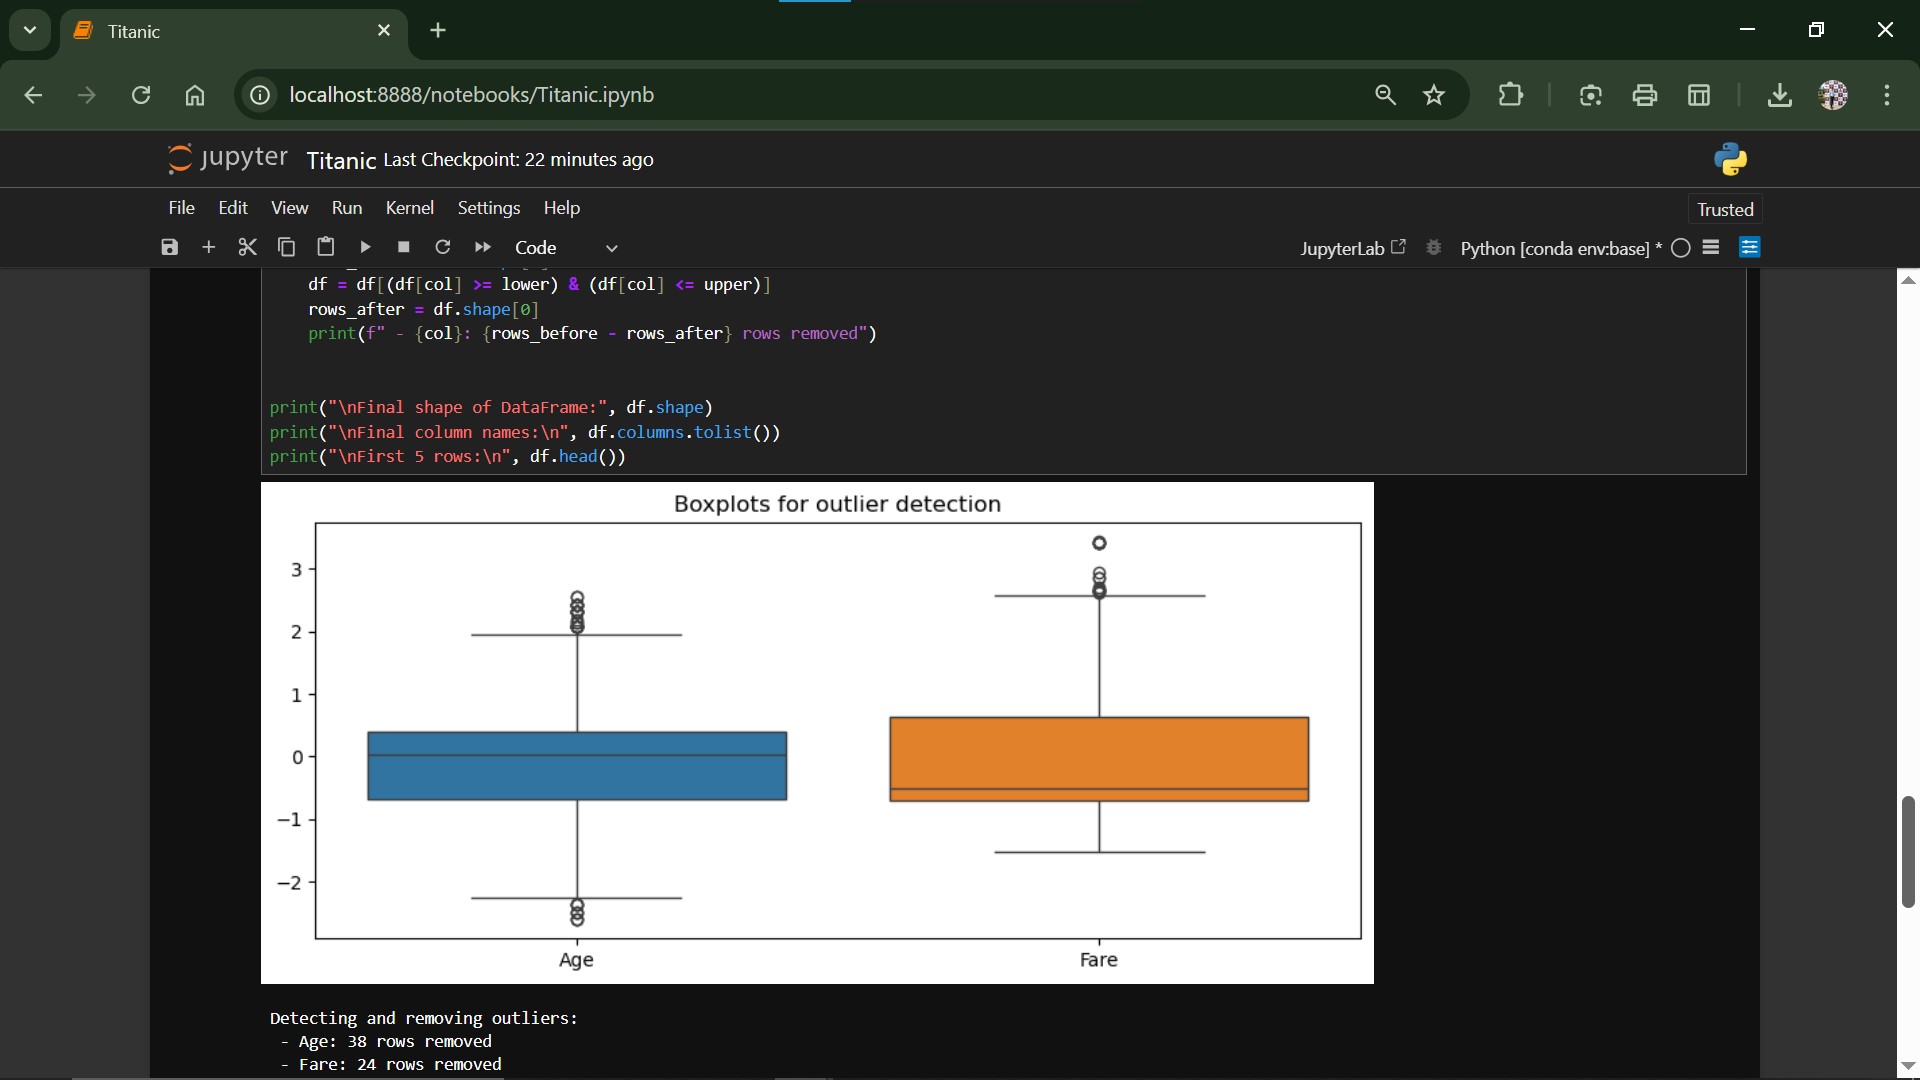 Titanic
localhost:8888/notebooks/Titanic.ipynb
jupyter Titanic Last Checkpoint: 22 minutes ago
File Edit View Run Kernel Settings Help Trusted
Code JupyterLab Python [conda env:base] *
df = df[(df[col] >= lower) & (df[col] <= upper)]
rows_after = df.shape[0]
print(f" - {col}: {rows_before - rows_after} rows removed")
print("\nFinal shape of DataFrame:", df.shape)
print("\nFinal column names:\n", df.columns.tolist())
print("\nFirst 5 rows:\n", df.head())
Boxplots for outlier detection
3
2
1
0
−1
−2
Age Fare
Detecting and removing outliers:
- Age: 38 rows removed
- Fare: 24 rows removed